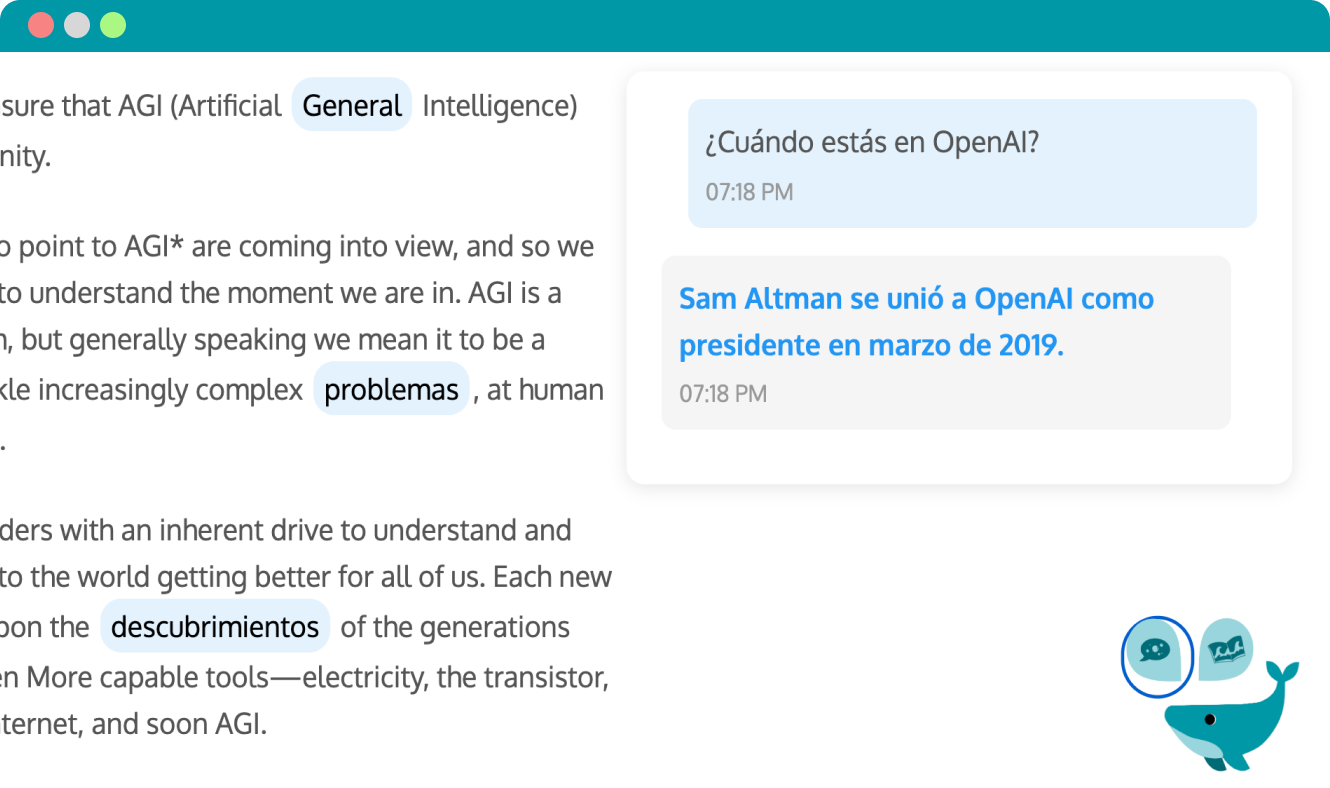 sure that AGI (Artificial General Intelligence)
nity.
o point to AGI* are coming into view, and so we
to understand the moment we are in. AGI is a
n, but generally speaking we mean it to be a
kle increasingly complex problemas , at human
.
ders with an inherent drive to understand and
to the world getting better for all of us. Each new
pon the descubrimientos of the generations
en More capable tools—electricity, the transistor,
ternet, and soon AGI.
¿Cuándo estás en OpenAI?
07:18 PM
Sam Altman se unió a OpenAI como
presidente en marzo de 2019.
07:18 PM